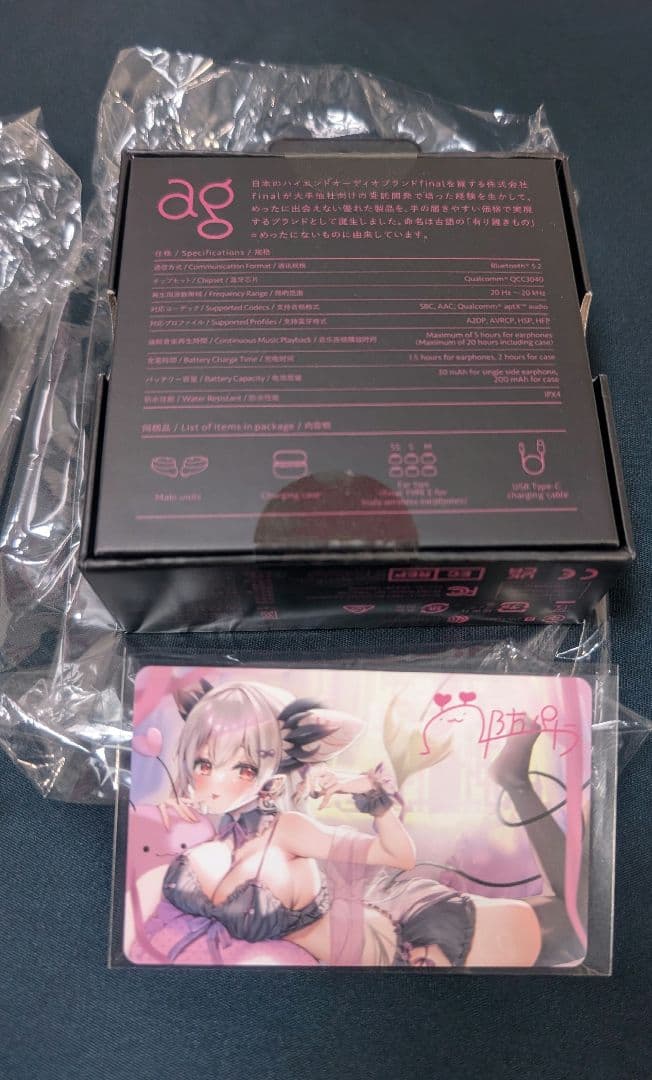 ag
日本のハイエンドオーディオブランドfinalを擁する株式会社
finalが大手他社向けの委託開発で培った経験を生かして、
めったに出会えない優れた製品を、手の届きやすい価格で実現
するブランドとして誕生しました。命名は古語の「有り難きもの」
=めったにないものに由来しています。
仕様 / Specifications / 规格
通信方式 / Communication Format / 通讯规格 Bluetooth® 5.2
チップセット / Chipset / 蓝牙芯片 Qualcomm® QCC3040
再生周波数帯域 / Frequency Range / 频响范围 20 Hz ～ 20 kHz
対応コーデック / Supported Codecs / 支持音频格式 SBC, AAC, Qualcomm® aptX™ audio
対応プロファイル / Supported Profiles / 支持蓝牙格式 A2DP, AVRCP, HSP, HFP
連続音楽再生時間 / Continuous Music Playback / 音乐连续播放时间 Maximum of 5 hours for earphones
(Maximum of 20 hours including case)
充電時間 / Battery Charge Time / 充电时间 1.5 hours for earphones, 2 hours for case
バッテリー容量 / Battery Capacity / 电池容量 30 mAh for single side earphone,
200 mAh for case
防水性能 / Water Resistant / 防水性能 IPX4
同梱品 / List of items in package / 内容物
SS S M
Main units
Charging case
Ear tips
(final TYPE E for
truly wireless earphones)
USB Type-C
charging cable
EC REP